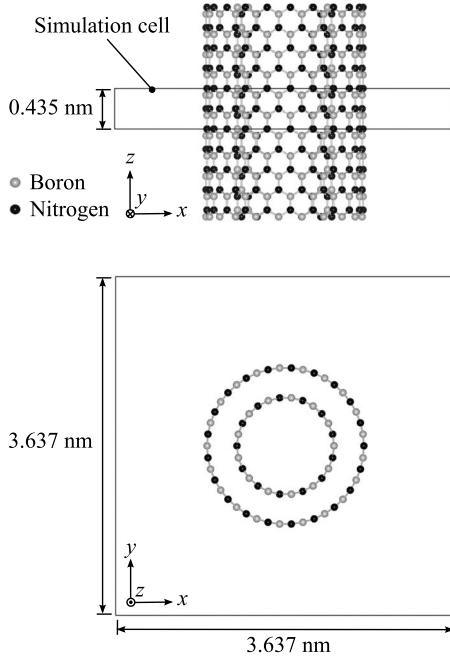 Simulation cell
0.435 nm
z
y
x
Boron
Nitrogen
3.637 nm
y
z
x
3.637 nm